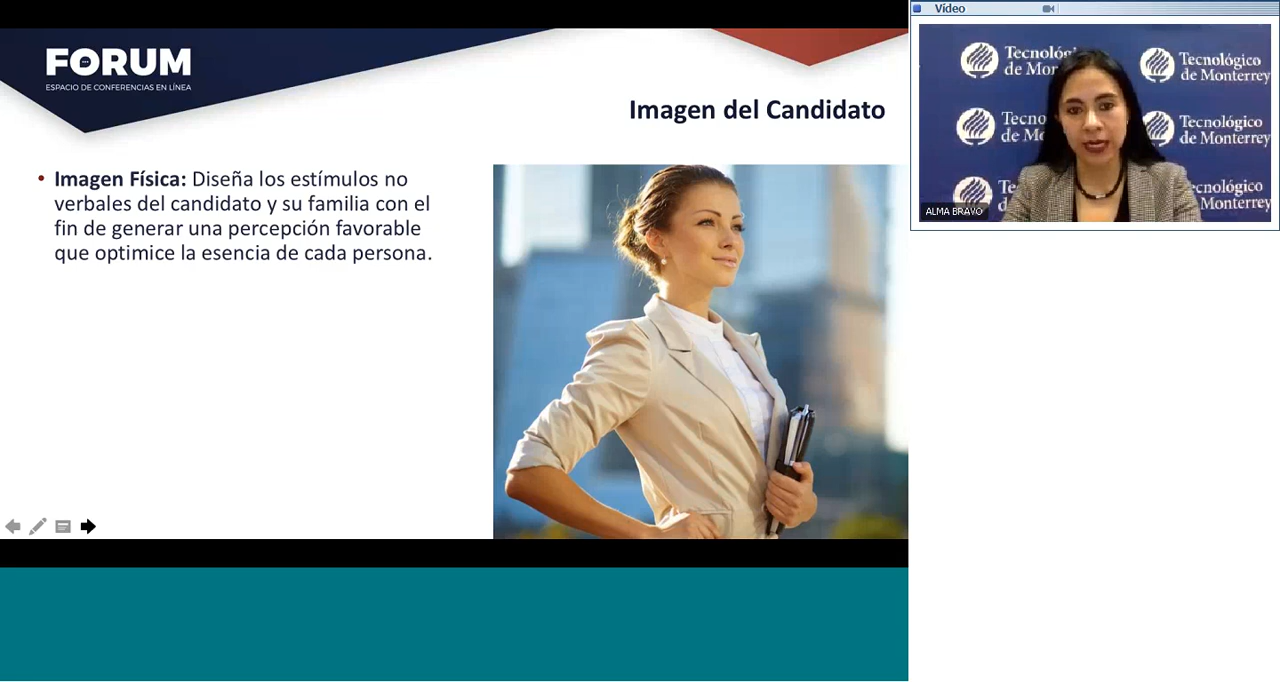 FORUM
ESPACIO DE CONFERENCIAS EN LÍNEA
Imagen del Candidato
• Imagen Física: Diseña los estímulos no
verbales del candidato y su familia con el
fin de generar una percepción favorable
que optimice la esencia de cada persona.
Vídeo
Tecnológico
de Mon
Tecnológico
de Monterrey
Tecno
de Mo
Tecnológico
de Monterrey
Tecnológico
Monterrey
ALMA BRAVO